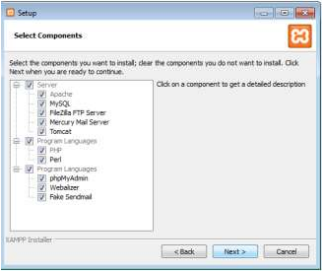 Setup
Select Components
Select the components you want to install; clear the components you do not want to install. Click
Next when you are ready to continue.
Server
Apache
MySQL
FileZilla FTP Server
Mercury Mail Server
Tomcat
Program Languages
PHP
Perl
Program Languages
phpMyAdmin
Webalizer
Fake Sendmail
Click on a component to get a detailed description
XAMPP Installer
< Back
Next >
Cancel